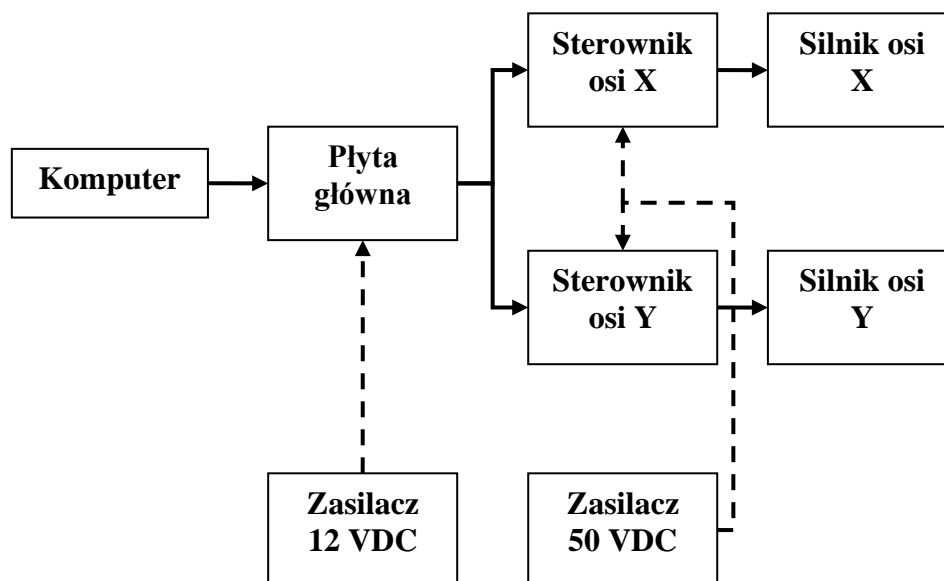 Sterownik
osi X
Silnik osi
X
Komputer
Płyta
główna
Sterownik
osi Y
Silnik osi
Y
Zasilacz
12 VDC
Zasilacz
50 VDC